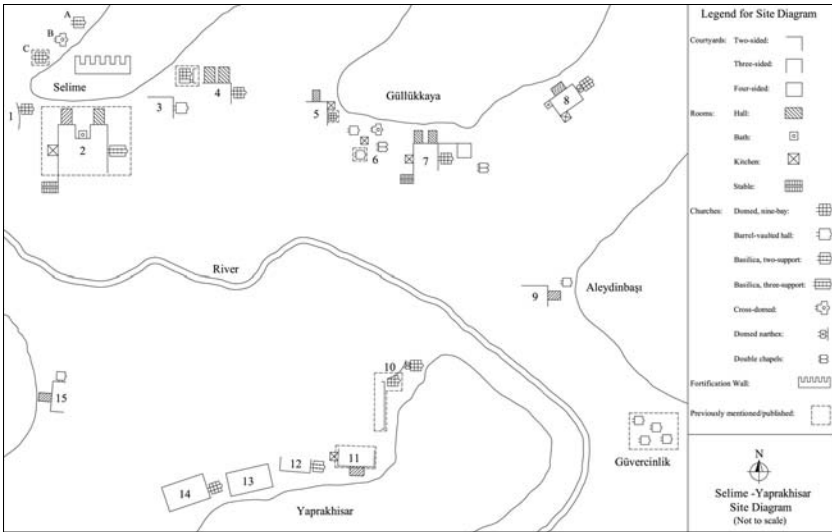 A
B
C
Selime
1
2
3
4
Güllükkaya
5
6
7
8
River
9
Aleydinbaşı
10
15
11
12
13
14
Yaprakhisar
Güvercinlik
Legend for Site Diagram
Courtyards: Two-sided:
Three-sided:
Four-sided:
Rooms: Hall:
Bath:
Kitchen:
Stable:
Churches: Domed, nine-bay:
Barrel-vaulted hall:
Basilica, two-support:
Basilica, three-support:
Cross-domed:
Domed narthex:
Double chapels:
Fortification Wall:
Previously mentioned/published:
N
Selime -Yaprakhisar
Site Diagram
(Not to scale)